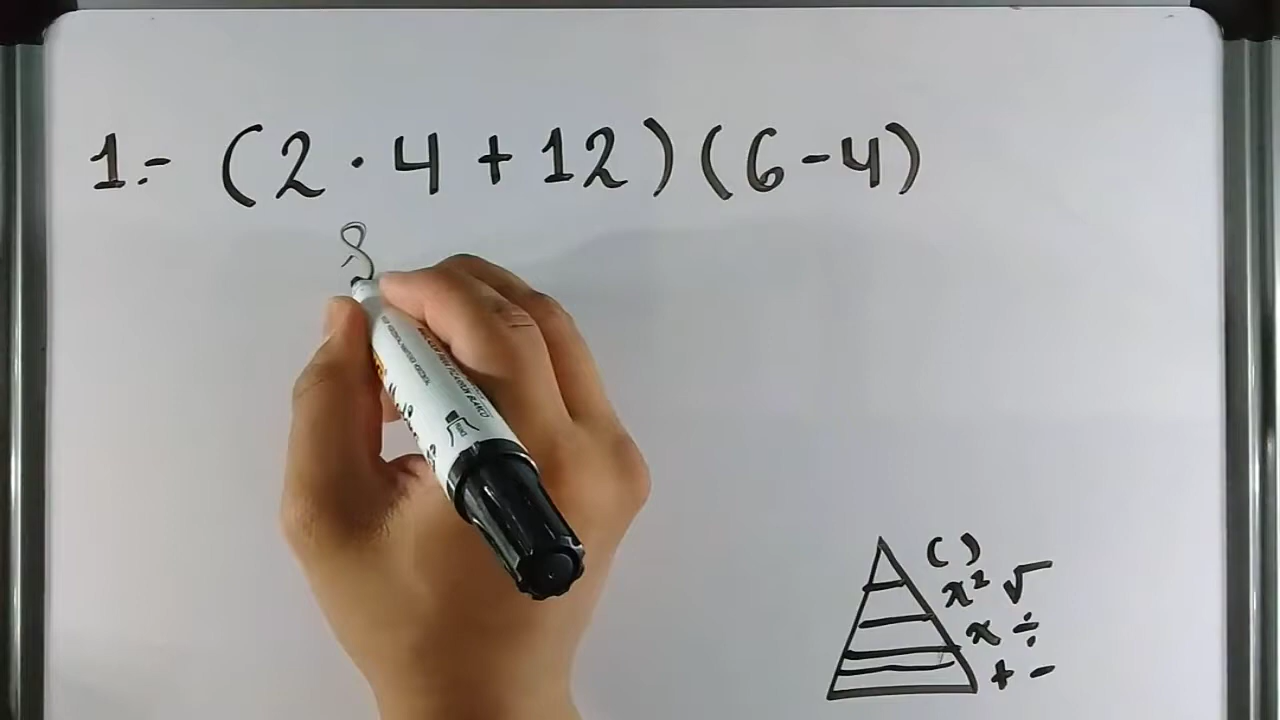 1.- (2 · 4 + 12) (6 - 4)
8
( )
x² √
x ÷
+ -